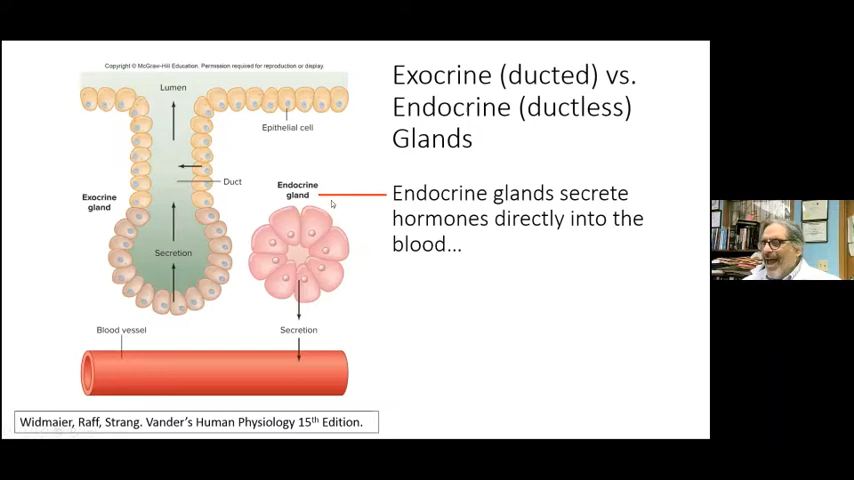 Copyright © McGraw-Hill Education. Permission required for reproduction or display.
Lumen
Epithelial cell
Duct
Exocrine
gland
Endocrine
gland
Secretion
Blood vessel
Secretion
Exocrine (ducted) vs.
Endocrine (ductless)
Glands
Endocrine glands secrete
hormones directly into the
blood...
Widmaier, Raff, Strang. Vander's Human Physiology 15th Edition.